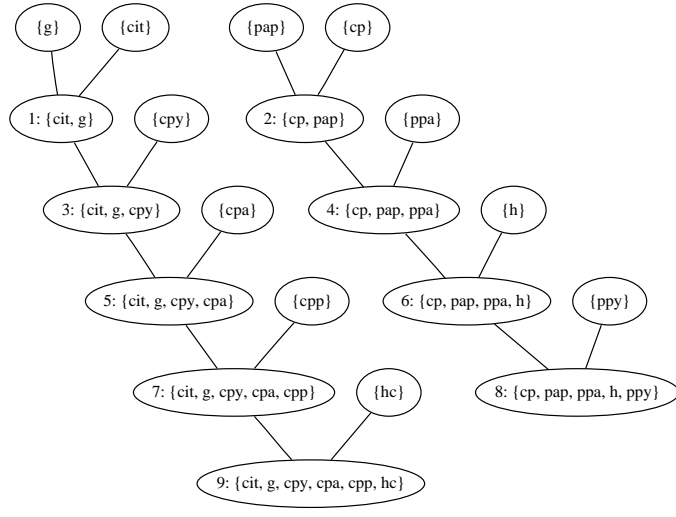 {g} {cit} {pap} {cp}
1: {cit, g} {cpy} 2: {cp, pap} {ppa}
3: {cit, g, cpy} {cpa} 4: {cp, pap, ppa} {h}
5: {cit, g, cpy, cpa} {cpp} 6: {cp, pap, ppa, h} {ppy}
7: {cit, g, cpy, cpa, cpp} {hc} 8: {cp, pap, ppa, h, ppy}
9: {cit, g, cpy, cpa, cpp, hc}